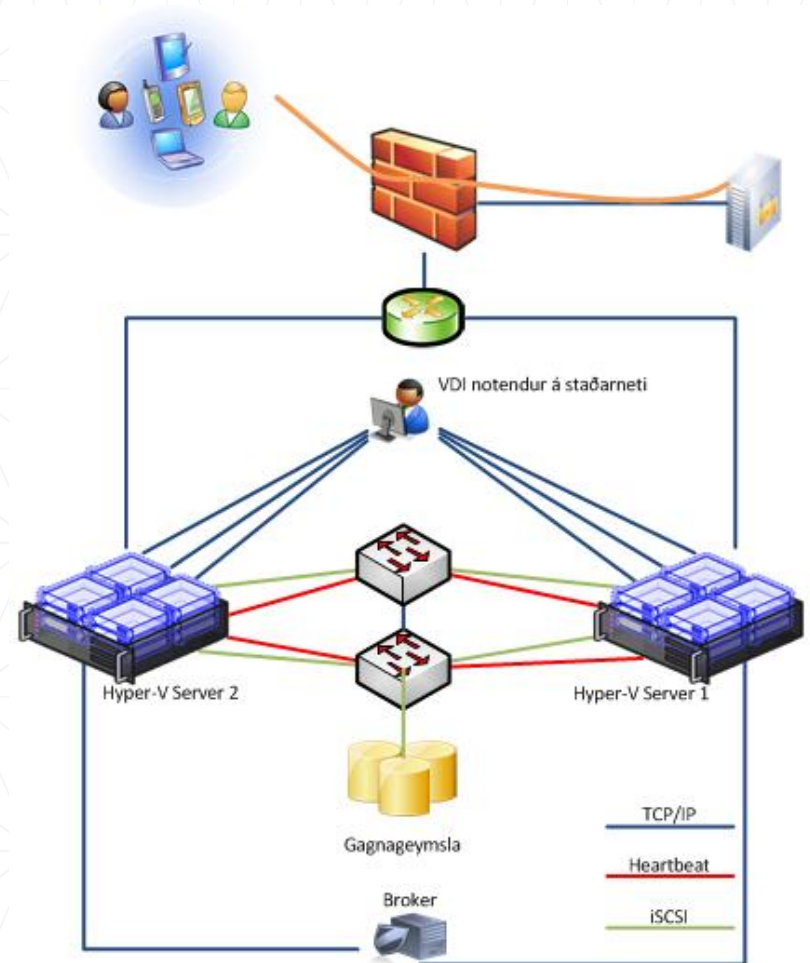 VDI notendur á staðarneti
Hyper-V Server 2
Hyper-V Server 1
Gagnageymsla
TCP/IP
Heartbeat
iSCSI
Broker